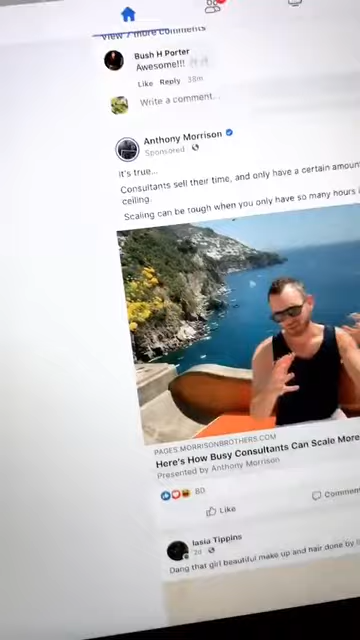 View 7 more comments
Bush H Porter
Awesome!!!
Like Reply 38m
Write a comment...
Anthony Morrison
Sponsored
It's true...
Consultants sell their time, and only have a certain amoun
ceiling.
Scaling can be tough when you only have so many hours
PAGES.MORRISONBROTHERS.COM
Here's How Busy Consultants Can Scale More
Presented by Anthony Morrison
80
Like
Commen
Iasia Tippins
2d
Dang that girl beautiful make up and hair done by